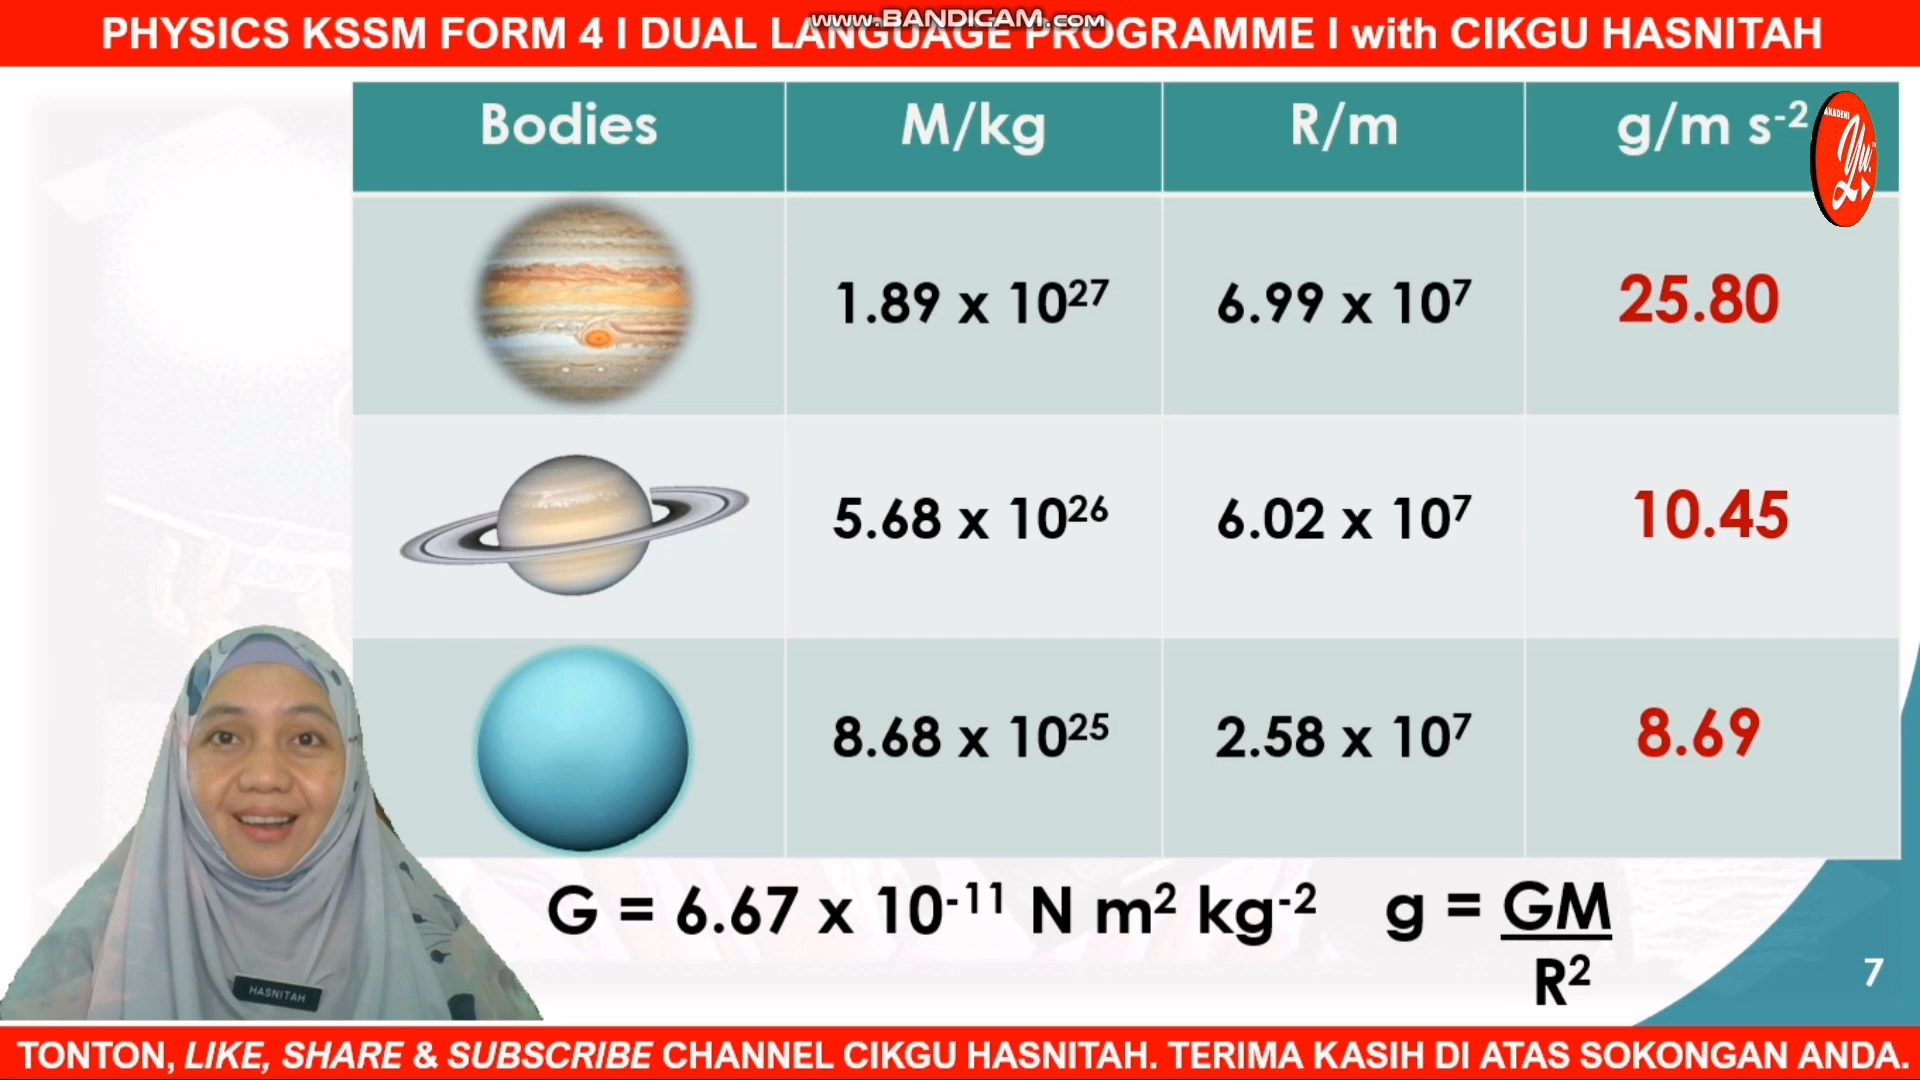 www.BANDICAM.COM
PHYSICS KSSM FORM 4 I DUAL LANGUAGE PROGRAMME I with CIKGU HASNITAH
Bodies M/kg R/m g/m s⁻²
AKADEMI
Yu.
1.89 x 10²⁷ 6.99 x 10⁷ 25.80
5.68 x 10²⁶ 6.02 x 10⁷ 10.45
8.68 x 10²⁵ 2.58 x 10⁷ 8.69
G = 6.67 x 10⁻¹¹ N m² kg⁻² g = GM
R²
HASNITAH
7
TONTON, LIKE, SHARE & SUBSCRIBE CHANNEL CIKGU HASNITAH. TERIMA KASIH DI ATAS SOKONGAN ANDA.